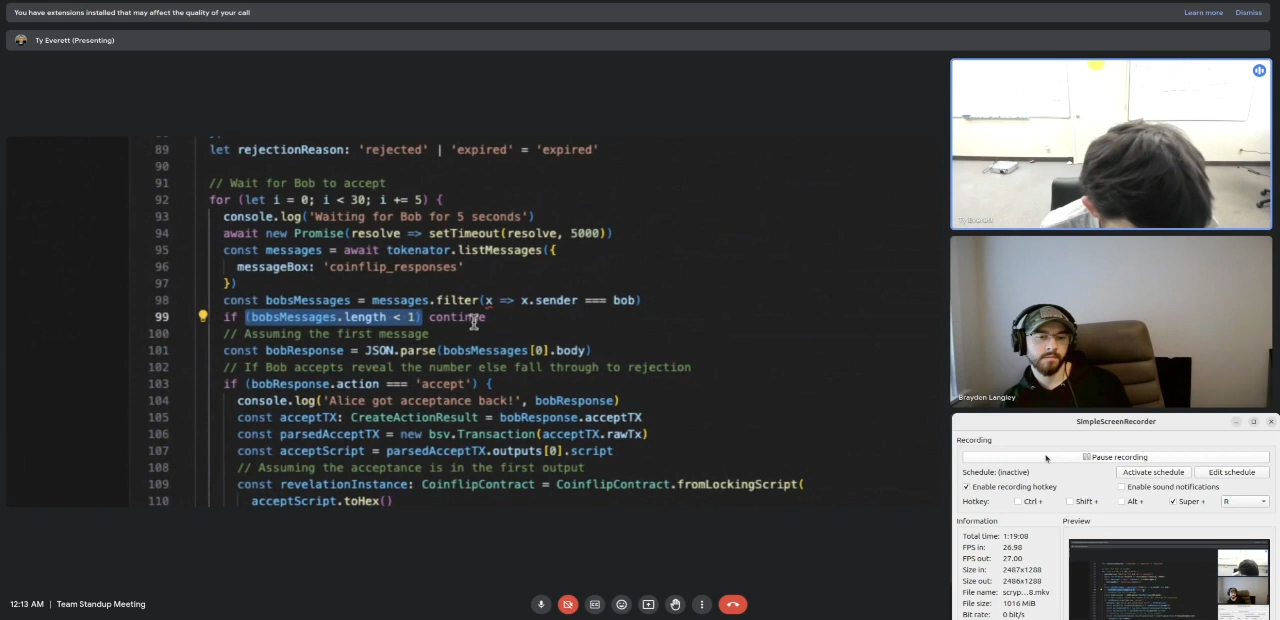 You have extensions installed that may affect the quality of your call
Learn more
Dismiss
Ty Everett (Presenting)
89 let rejectionReason: 'rejected' | 'expired' = 'expired'
90
91 // Wait for Bob to accept
92 for (let i = 0; i < 30; i += 5) {
93 console.log('Waiting for Bob for 5 seconds')
94 await new Promise(resolve => setTimeout(resolve, 5000))
95 const messages = await tokenator.listMessages({
96 messageBox: 'coinflip_responses'
97 })
98 const bobsMessages = messages.filter(x => x.sender === bob)
99 if (bobsMessages.length < 1) continue
100 // Assuming the first message
101 const bobResponse = JSON.parse(bobsMessages[0].body)
102 // If Bob accepts reveal the number else fall through to rejection
103 if (bobResponse.action === 'accept') {
104 console.log('Alice got acceptance back!', bobResponse)
105 const acceptTX: CreateActionResult = bobResponse.acceptTX
106 const parsedAcceptTX = new bsv.Transaction(acceptTX.rawTx)
107 const acceptScript = parsedAcceptTX.outputs[0].script
108 // Assuming the acceptance is in the first output
109 const revelationInstance: CoinflipContract = CoinflipContract.fromLockingScript(
110 acceptScript.toHex()
Ty Everett
Brayden Langley
SimpleScreenRecorder
Recording
Pause recording
Schedule: (inactive)
Activate schedule
Edit schedule
Enable recording hotkey
Enable sound notifications
Hotkey:
Ctrl +
Shift +
Alt +
Super +
R
Information
Preview
Total time: 1:19:08
FPS in: 26.98
FPS out: 27.00
Size in: 2487x1288
Size out: 2486x1288
File name: scryp...8.mkv
File size: 1016 MiB
Bit rate: 0 bit/s
12:13 AM | Team Standup Meeting